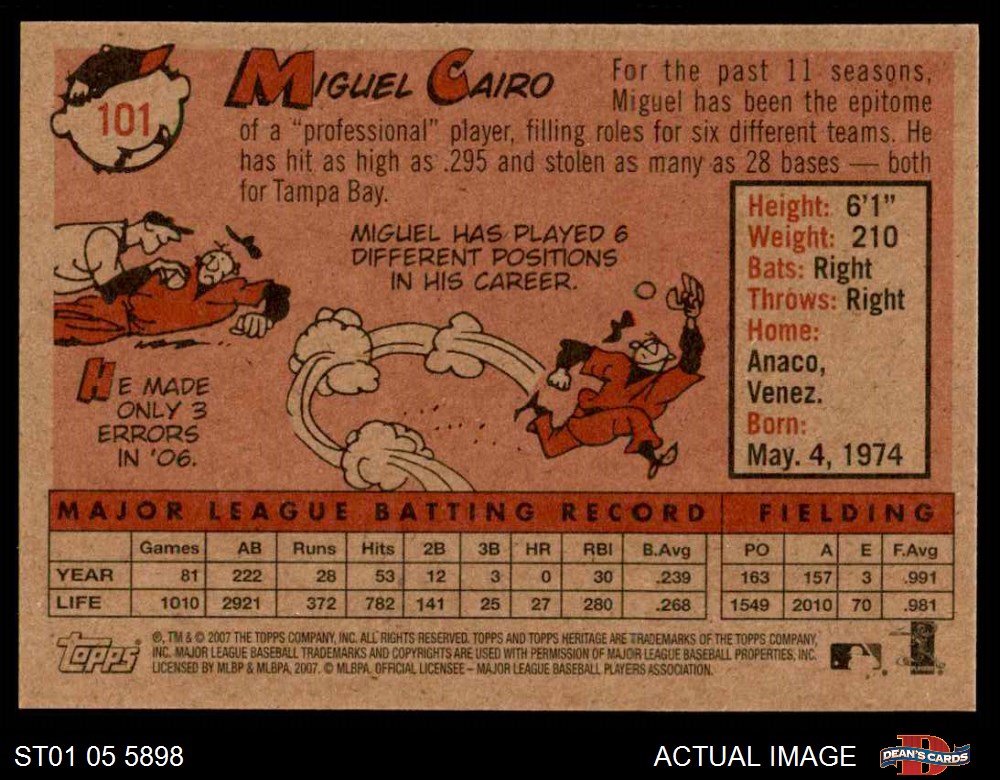 101
MIGUEL CAIRO
For the past 11 seasons,
Miguel has been the epitome
of a "professional" player, filling roles for six different teams. He
has hit as high as .295 and stolen as many as 28 bases — both
for Tampa Bay.
MIGUEL HAS PLAYED 6
DIFFERENT POSITIONS
IN HIS CAREER.
HE MADE
ONLY 3
ERRORS
IN '06.
Height: 6'1"
Weight: 210
Bats: Right
Throws: Right
Home:
Anaco,
Venez.
Born:
May. 4, 1974
MAJOR LEAGUE BATTING RECORD FIELDING
Games AB Runs Hits 2B 3B HR RBI B.Avg PO A E F.Avg
YEAR 81 222 28 53 12 3 0 30 .239 163 157 3 .991
LIFE 1010 2921 372 782 141 25 27 280 .268 1549 2010 70 .981
Topps
®, TM & © 2007 THE TOPPS COMPANY, INC. ALL RIGHTS RESERVED. TOPPS AND TOPPS HERITAGE ARE TRADEMARKS OF THE TOPPS COMPANY,
INC. MAJOR LEAGUE BASEBALL TRADEMARKS AND COPYRIGHTS ARE USED WITH PERMISSION OF MAJOR LEAGUE BASEBALL PROPERTIES, INC.
LICENSED BY MLBP & MLBPA, 2007. © MLBPA, OFFICIAL LICENSEE – MAJOR LEAGUE BASEBALL PLAYERS ASSOCIATION.
ST01 05 5898
ACTUAL IMAGE
DEAN'S CARDS